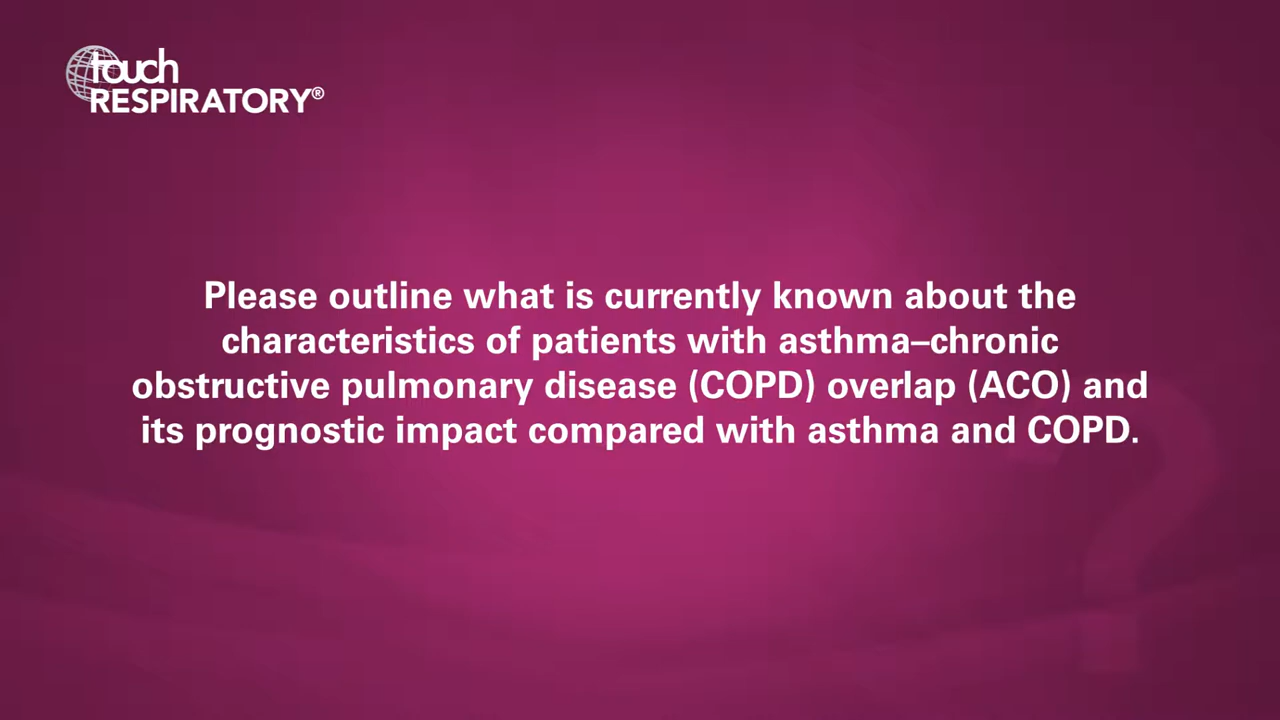 touch
RESPIRATORY®
Please outline what is currently known about the
characteristics of patients with asthma–chronic
obstructive pulmonary disease (COPD) overlap (ACO) and
its prognostic impact compared with asthma and COPD.